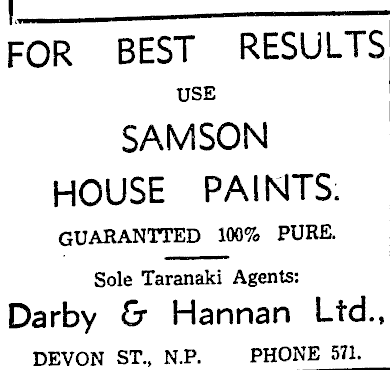 FOR BEST RESULTS
USE
SAMSON
HOUSE PAINTS.
GUARANTTED 100% PURE.
Sole Taranaki Agents:
Darby & Hannan Ltd.,
DEVON ST., N.P. PHONE 571.